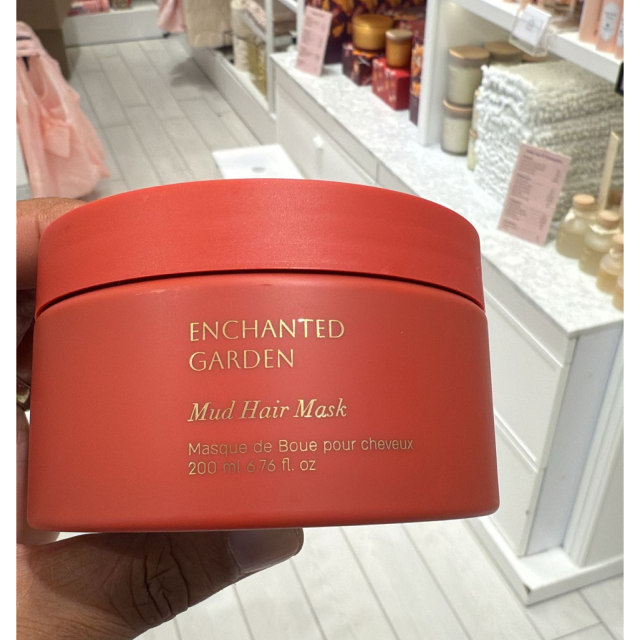 ENCHANTED
GARDEN
Mud Hair Mask
Masque de Boue pour cheveux
200 ml 6.76 fl. oz